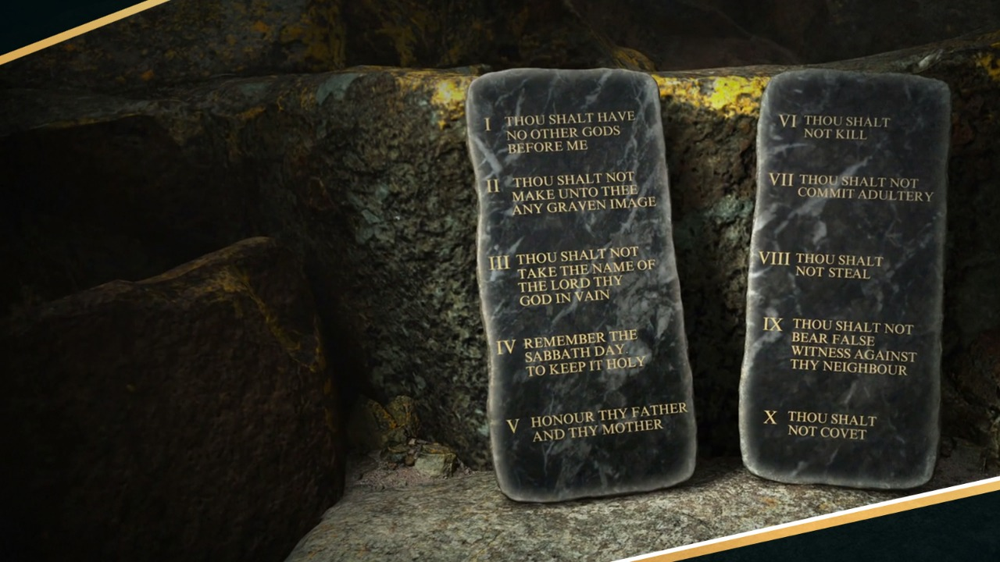 I THOU SHALT HAVE
NO OTHER GODS
BEFORE ME
II THOU SHALT NOT
MAKE UNTO THEE
ANY GRAVEN IMAGE
III THOU SHALT NOT
TAKE THE NAME OF
THE LORD THY
GOD IN VAIN
IV REMEMBER THE
SABBATH DAY
TO KEEP IT HOLY
V HONOUR THY FATHER
AND THY MOTHER
VI THOU SHALT
NOT KILL
VII THOU SHALT NOT
COMMIT ADULTERY
VIII THOU SHALT
NOT STEAL
IX THOU SHALT NOT
BEAR FALSE
WITNESS AGAINST
THY NEIGHBOUR
X THOU SHALT
NOT COVET